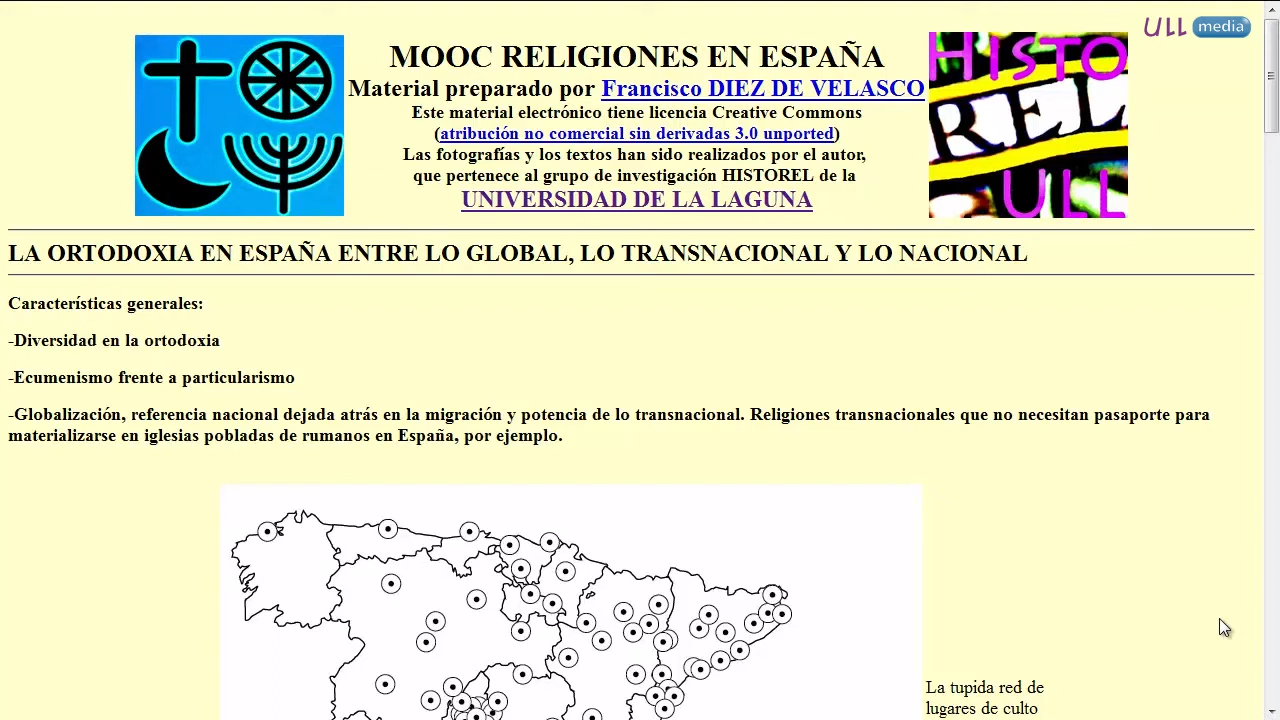 ULL media
MOOC RELIGIONES EN ESPAÑA
Material preparado por Francisco DIEZ DE VELASCO
Este material electrónico tiene licencia Creative Commons
(atribución no comercial sin derivadas 3.0 unported)
Las fotografías y los textos han sido realizados por el autor,
que pertenece al grupo de investigación HISTOREL de la
UNIVERSIDAD DE LA LAGUNA
HISTO
REL
ULL
LA ORTODOXIA EN ESPAÑA ENTRE LO GLOBAL, LO TRANSNACIONAL Y LO NACIONAL
Características generales:
-Diversidad en la ortodoxia
-Ecumenismo frente a particularismo
-Globalización, referencia nacional dejada atrás en la migración y potencia de lo transnacional. Religiones transnacionales que no necesitan pasaporte para
materializarse en iglesias pobladas de rumanos en España, por ejemplo.
La tupida red de
lugares de culto